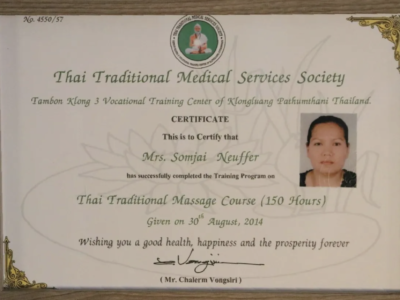 No. 4550/57
Thai Traditional Medical Services Society
Tambon Klong 3 Vocational Training Center of Klongluang Pathumthani Thailand.
CERTIFICATE
This is to Certify that
Mrs. Somjai Neuffer
has successfully completed the Training Program on
Thai Traditional Massage Course (150 Hours)
Given on 30th August, 2014
Wishing you a good health, happiness and the prosperity forever
( Mr. Chalerm Vongsiri )